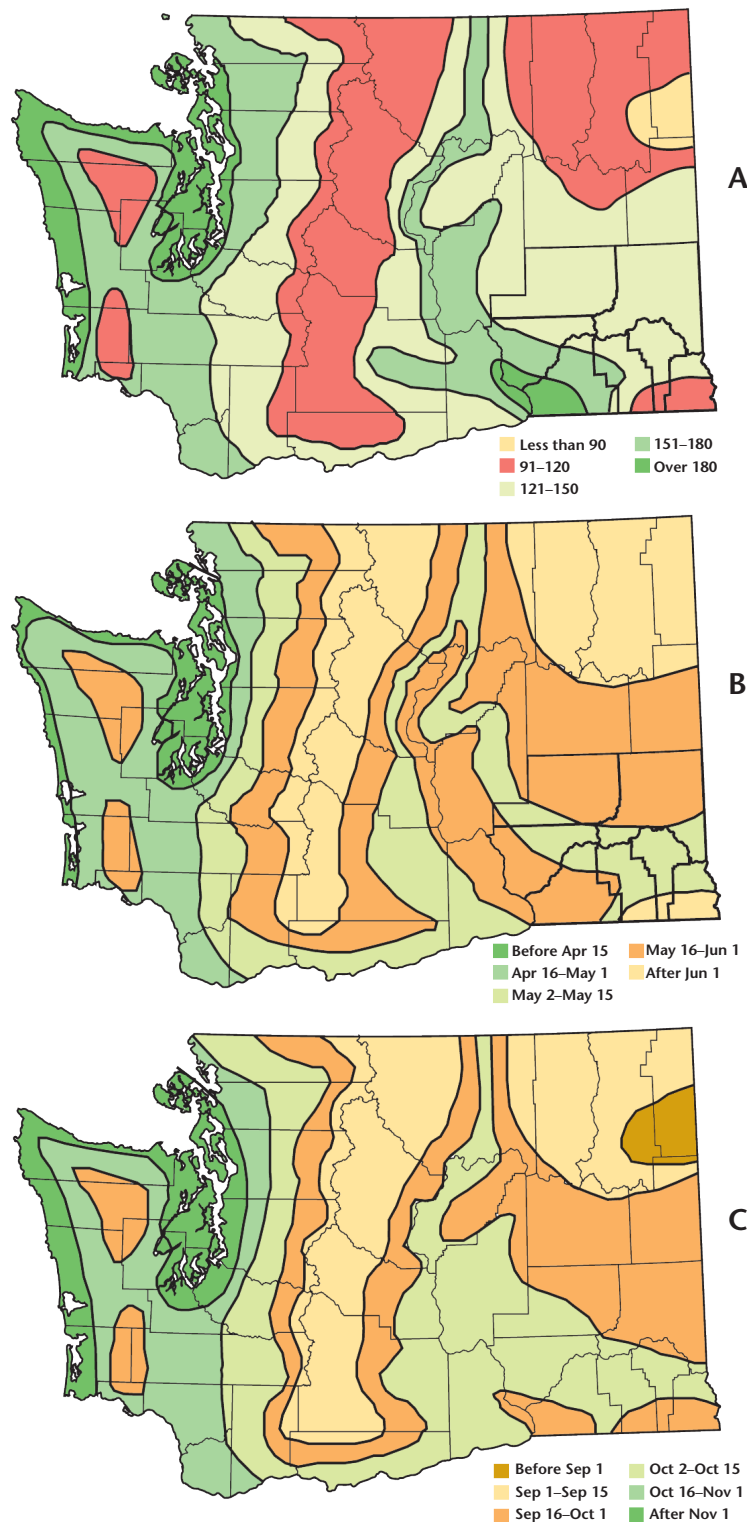 A
Less than 90
151–180
91–120
Over 180
121–150
B
Before Apr 15
May 16–Jun 1
Apr 16–May 1
After Jun 1
May 2–May 15
C
Before Sep 1
Oct 2–Oct 15
Sep 1–Sep 15
Oct 16–Nov 1
Sep 16–Oct 1
After Nov 1